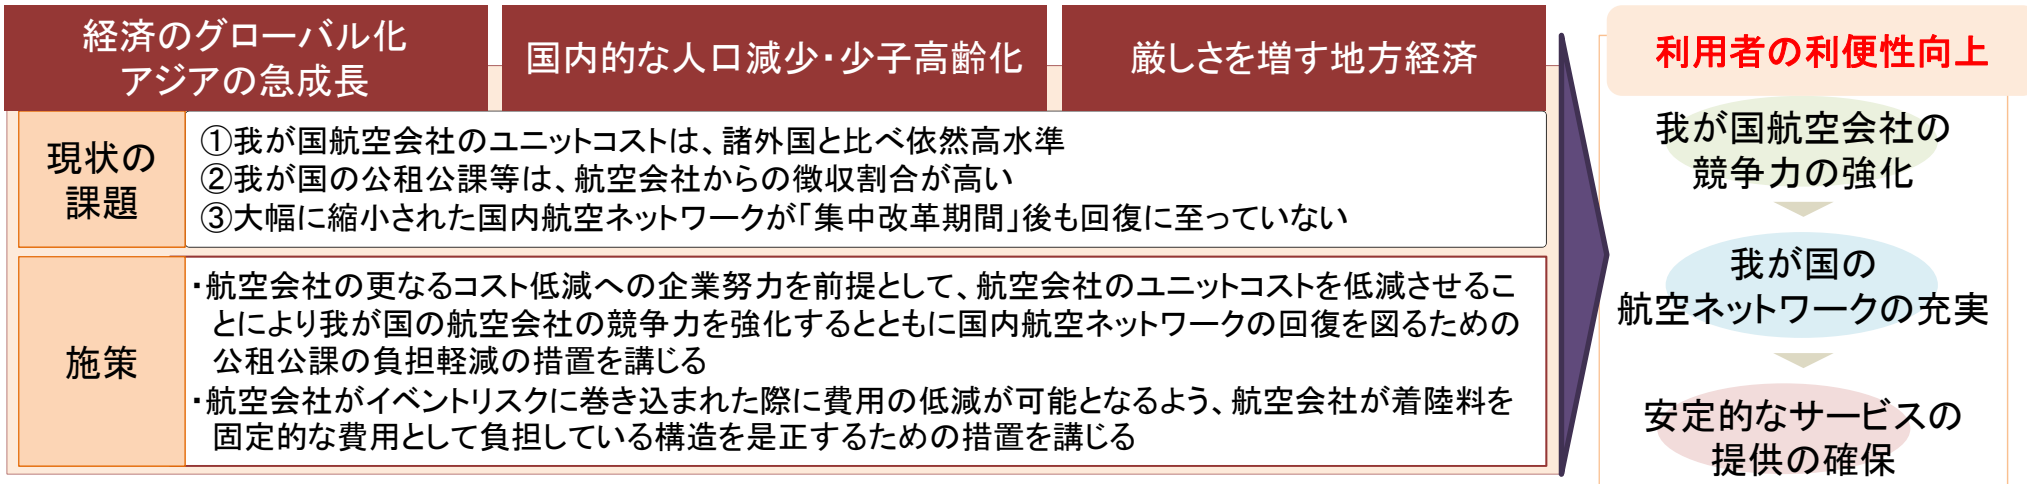 経済のグローバル化
アジアの急成長
国内的な人口減少・少子高齢化
厳しさを増す地方経済
現状の
課題
①我が国航空会社のユニットコストは、諸外国と比べ依然高水準
②我が国の公租公課等は、航空会社からの徴収割合が高い
③大幅に縮小された国内航空ネットワークが「集中改革期間」後も回復に至っていない
施策
・航空会社の更なるコスト低減への企業努力を前提として、航空会社のユニットコストを低減させるこ
とにより我が国の航空会社の競争力を強化するとともに国内航空ネットワークの回復を図るための
公租公課の負担軽減の措置を講じる
・航空会社がイベントリスクに巻き込まれた際に費用の低減が可能となるよう、航空会社が着陸料を
固定的な費用として負担している構造を是正するための措置を講じる
利用者の利便性向上
我が国航空会社の
競争力の強化
我が国の
航空ネットワークの充実
安定的なサービスの
提供の確保